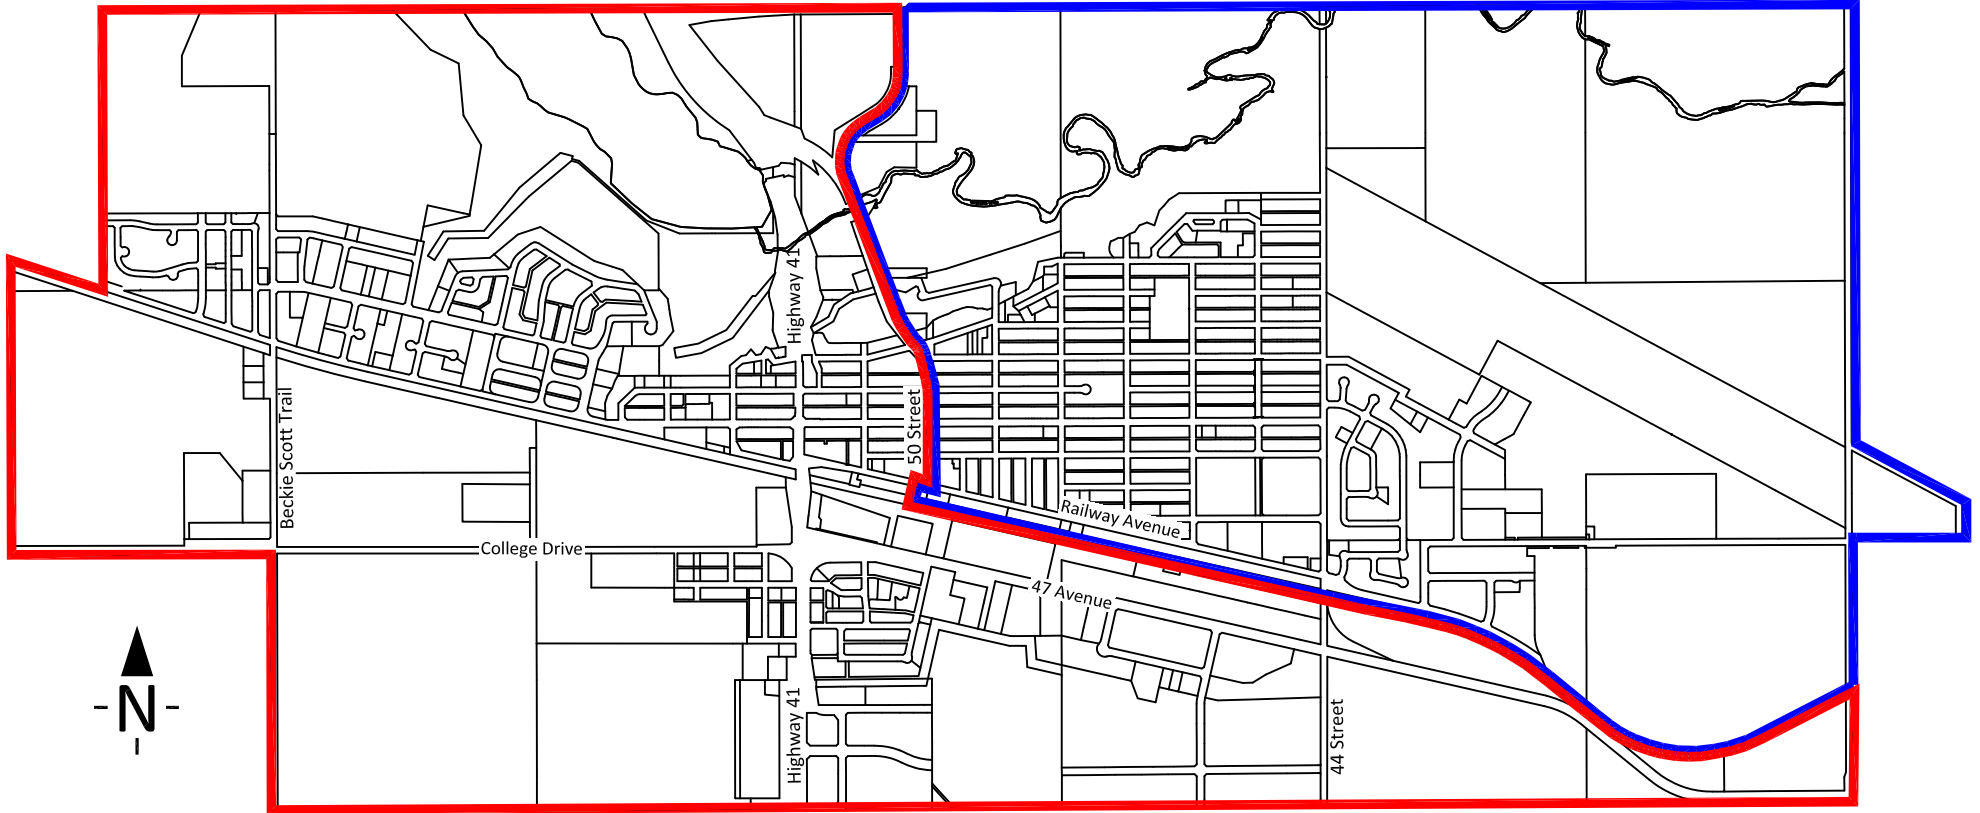 Highway 41
Beckie Scott Trail
50 Street
Railway Avenue
College Drive
47 Avenue
-N-
Highway 41
44 Street